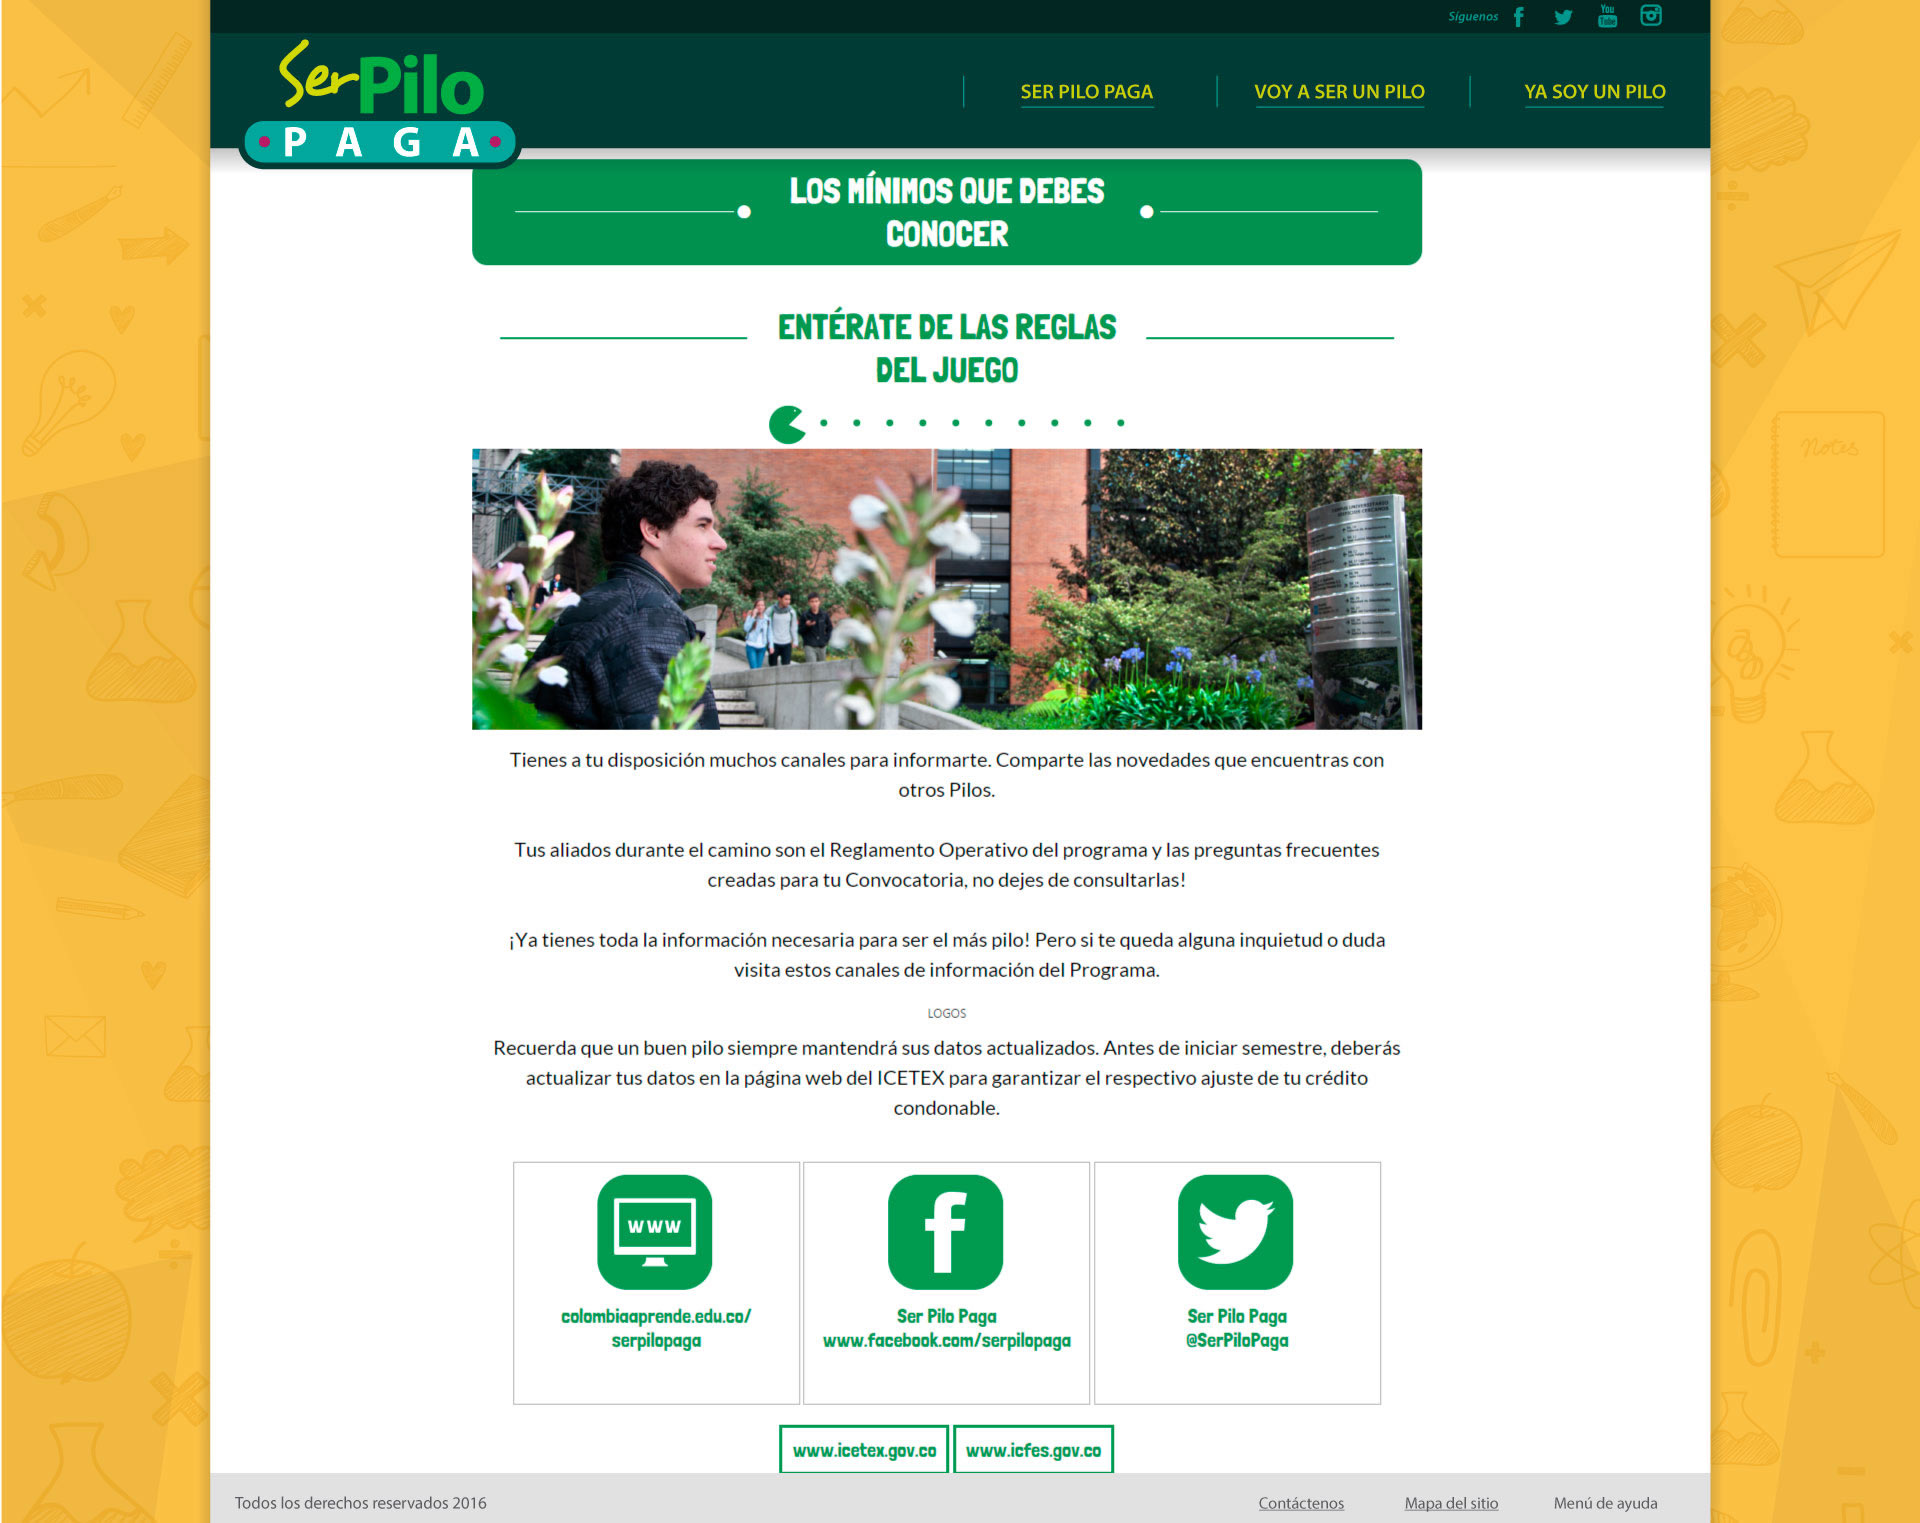 Síguenos
You
Tube
Ser Pilo
PAGA
SER PILO PAGA
VOY A SER UN PILO
YA SOY UN PILO
LOS MÍNIMOS QUE DEBES
CONOCER
ENTÉRATE DE LAS REGLAS
DEL JUEGO
Notes
Tienes a tu disposición muchos canales para informarte. Comparte las novedades que encuentras con
otros Pilos.
Tus aliados durante el camino son el Reglamento Operativo del programa y las preguntas frecuentes
creadas para tu Convocatoria, no dejes de consultarlas!
¡Ya tienes toda la información necesaria para ser el más pilo! Pero si te queda alguna inquietud o duda
visita estos canales de información del Programa.
LOGOS
Recuerda que un buen pilo siempre mantendrá sus datos actualizados. Antes de iniciar semestre, deberás
actualizar tus datos en la página web del ICETEX para garantizar el respectivo ajuste de tu crédito
condonable.
www
colombiaaprende.edu.co/
serpilopaga
Ser Pilo Paga
www.facebook.com/serpilopaga
Ser Pilo Paga
@SerPiloPaga
www.icetex.gov.co
www.icfes.gov.co
Todos los derechos reservados 2016
Contáctenos
Mapa del sitio
Menú de ayuda